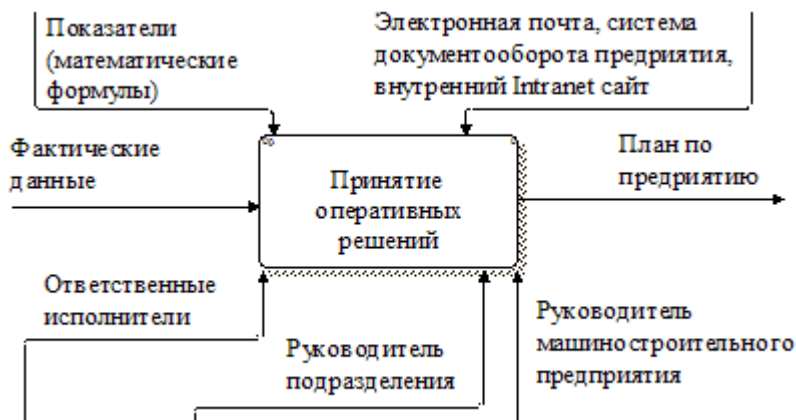 Показатели
(математические
формулы)
Электронная почта, система
документооборота предприятия,
внутренний Intranet сайт
Фактические
данные
Принятие
оперативных
решений
План по
предприятию
Ответственные
исполнители
Руководитель
подразделения
Руководитель
машиностроительного
предприятия